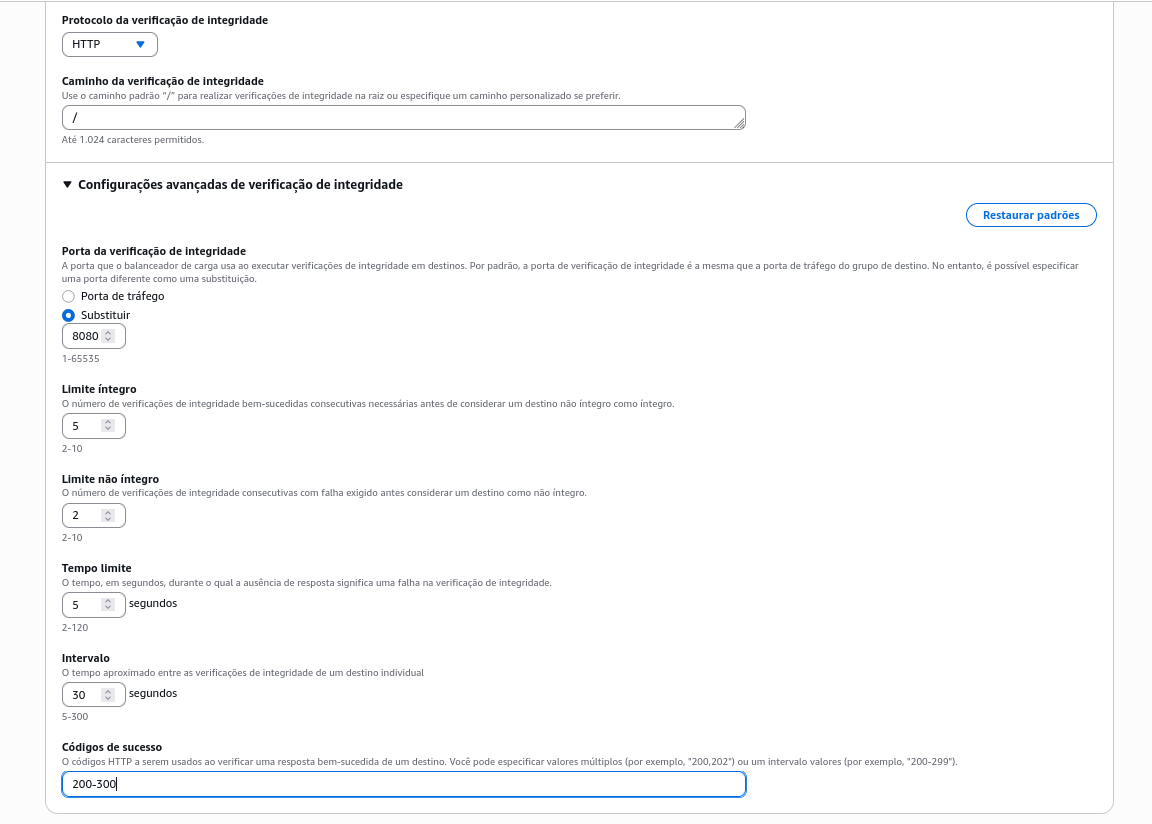 Protocolo da verificação de integridade
HTTP
Caminho da verificação de integridade
Use o caminho padrão “/” para realizar verificações de integridade na raiz ou especifique um caminho personalizado se preferir.
/
Até 1.024 caracteres permitidos.
Configurações avançadas de verificação de integridade
Restaurar padrões
Porta da verificação de integridade
A porta que o balanceador de carga usa ao executar verificações de integridade em destinos. Por padrão, a porta de verificação de integridade é a mesma que a porta de tráfego do grupo de destino. No entanto, é possível especificar
uma porta diferente como uma substituição.
Porta de tráfego
Substituir
8080
1-65535
Limite íntegro
O número de verificações de integridade bem-sucedidas consecutivas necessárias antes de considerar um destino não íntegro como íntegro.
5
2-10
Limite não íntegro
O número de verificações de integridade consecutivas com falha exigido antes considerar um destino como não íntegro.
2
2-10
Tempo limite
O tempo, em segundos, durante o qual a ausência de resposta significa uma falha na verificação de integridade.
5 segundos
2-120
Intervalo
O tempo aproximado entre as verificações de integridade de um destino individual
30 segundos
5-300
Códigos de sucesso
O códigos HTTP a serem usados ao verificar uma resposta bem-sucedida de um destino. Você pode especificar valores múltiplos (por exemplo, "200,202") ou um intervalo valores (por exemplo, "200-299").
200-300